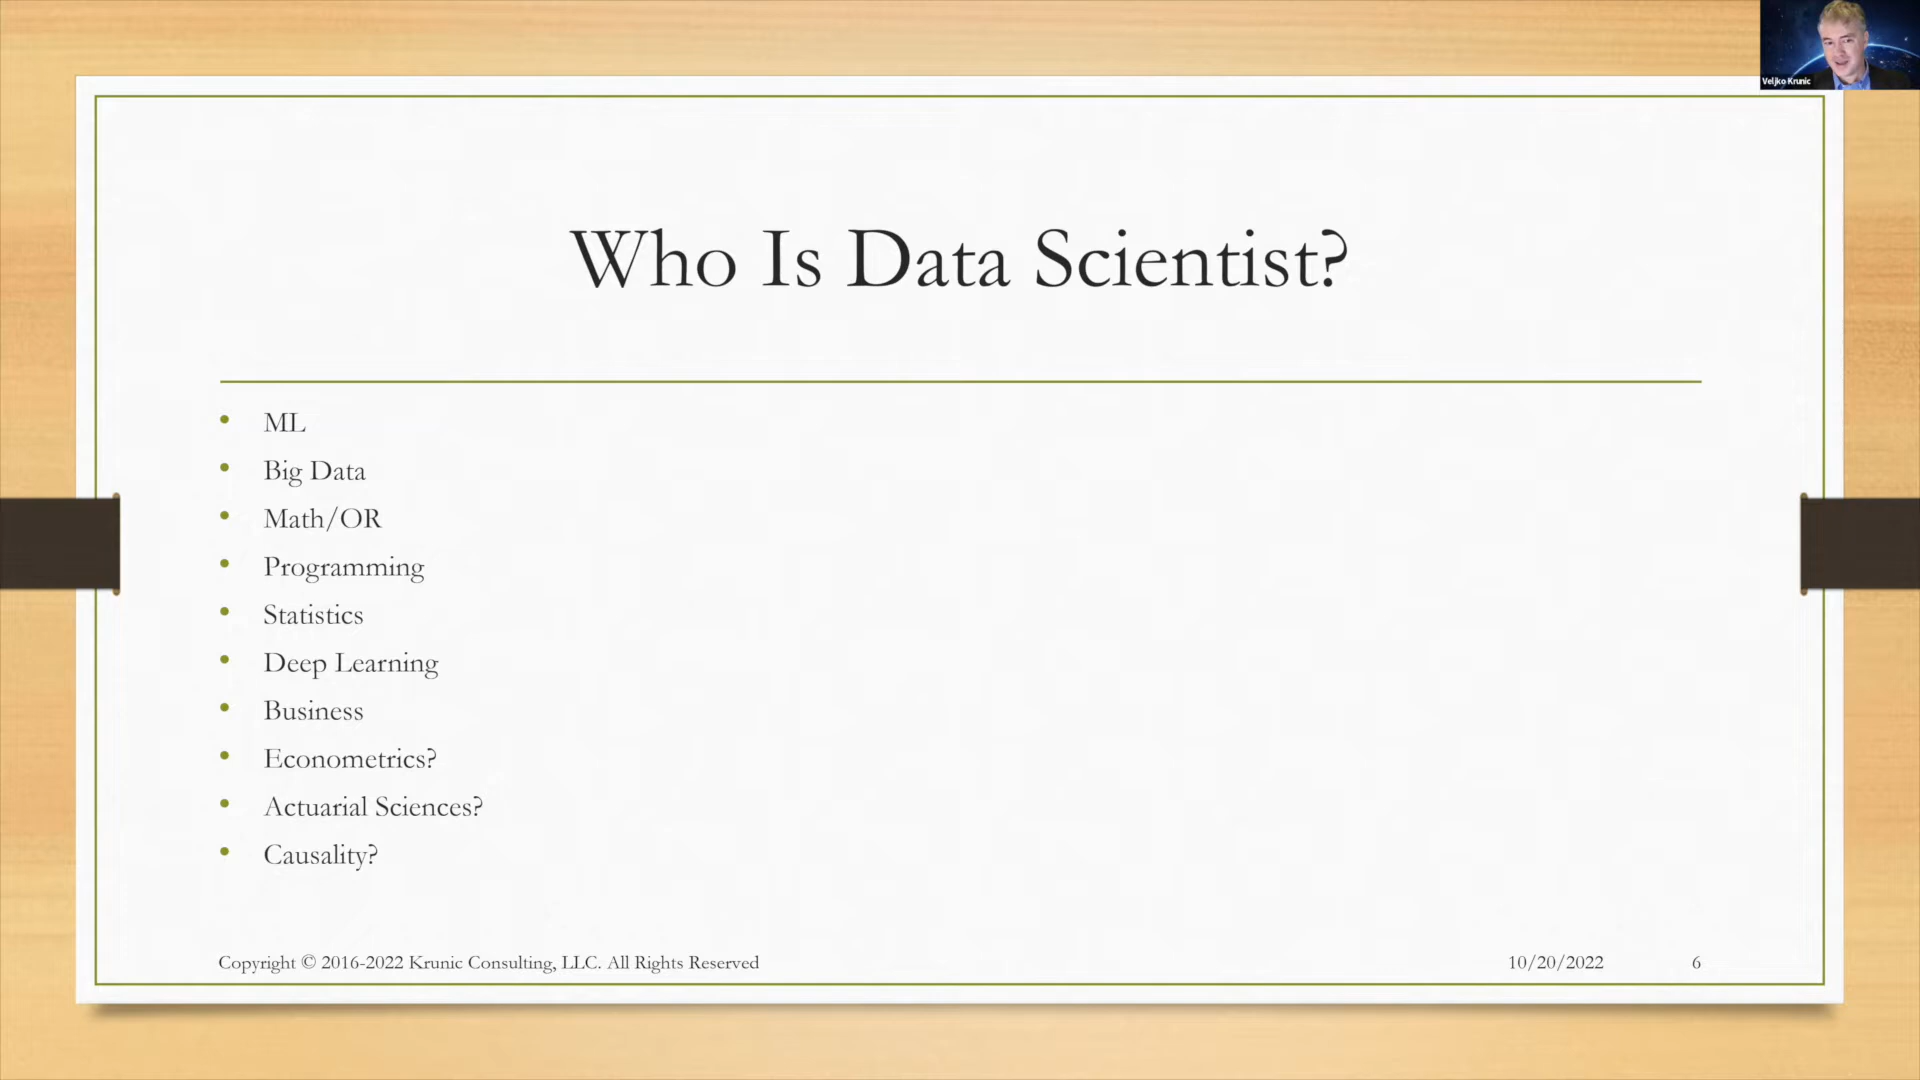 Veljko Krunic
Who Is Data Scientist?
• ML
• Big Data
• Math/OR
• Programming
• Statistics
• Deep Learning
• Business
• Econometrics?
• Actuarial Sciences?
• Causality?
Copyright © 2016-2022 Krunic Consulting, LLC. All Rights Reserved
10/20/2022
6